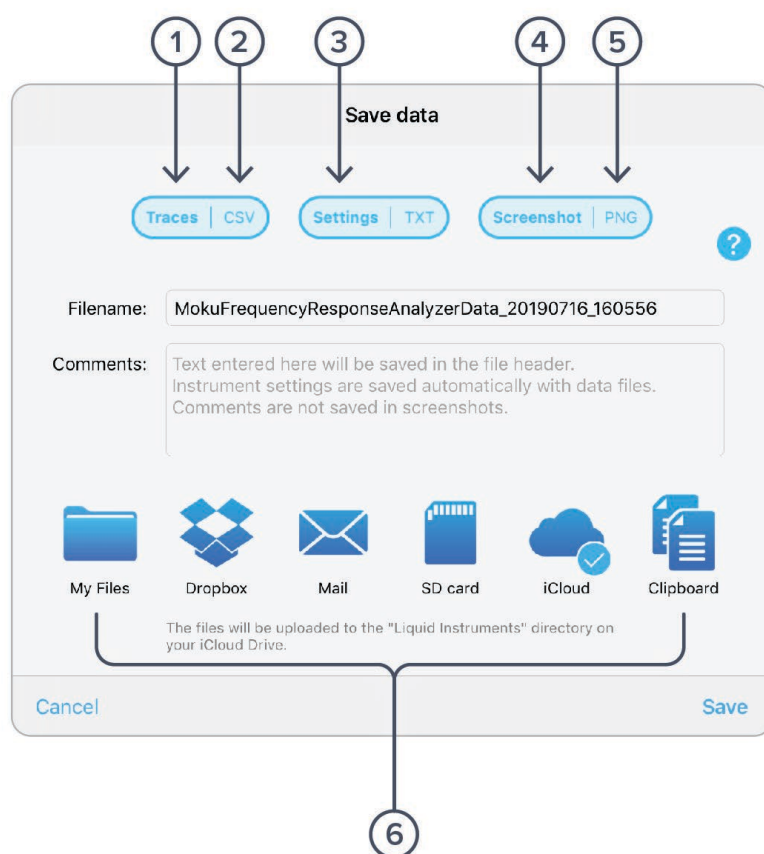 1 2 3 4 5
Save data
Traces | CSV Settings | TXT Screenshot | PNG
?
Filename: MokuFrequencyResponseAnalyzerData_20190716_160556
Comments: Text entered here will be saved in the file header.
Instrument settings are saved automatically with data files.
Comments are not saved in screenshots.
My Files Dropbox Mail SD card iCloud Clipboard
The files will be uploaded to the "Liquid Instruments" directory on
your iCloud Drive.
Cancel Save
6